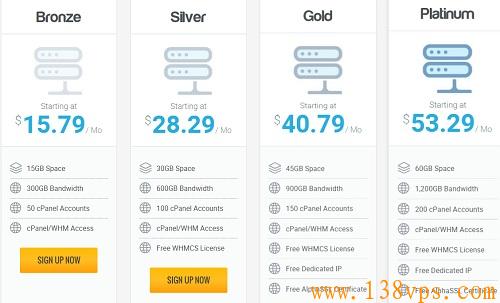 Bronze
Starting at
$15.79/ Mo
15GB Space
300GB Bandwidth
50 cPanel Accounts
cPanel/WHM Access
SIGN UP NOW
Silver
Starting at
$28.29/ Mo
30GB Space
600GB Bandwidth
100 cPanel Accounts
cPanel/WHM Access
Free WHMCS License
SIGN UP NOW
Gold
Starting at
$40.79/ Mo
45GB Space
900GB Bandwidth
150 cPanel Accounts
cPanel/WHM Access
Free WHMCS License
Free Dedicated IP
Free AlphaSSL Certificate
Platinum
Starting at
$53.29/ Mo
60GB Space
1,200GB Bandwidth
200 cPanel Accounts
cPanel/WHM Access
Free WHMCS License
Free Dedicated IP
Free AlphaSSL Certificate
www.138vps.com